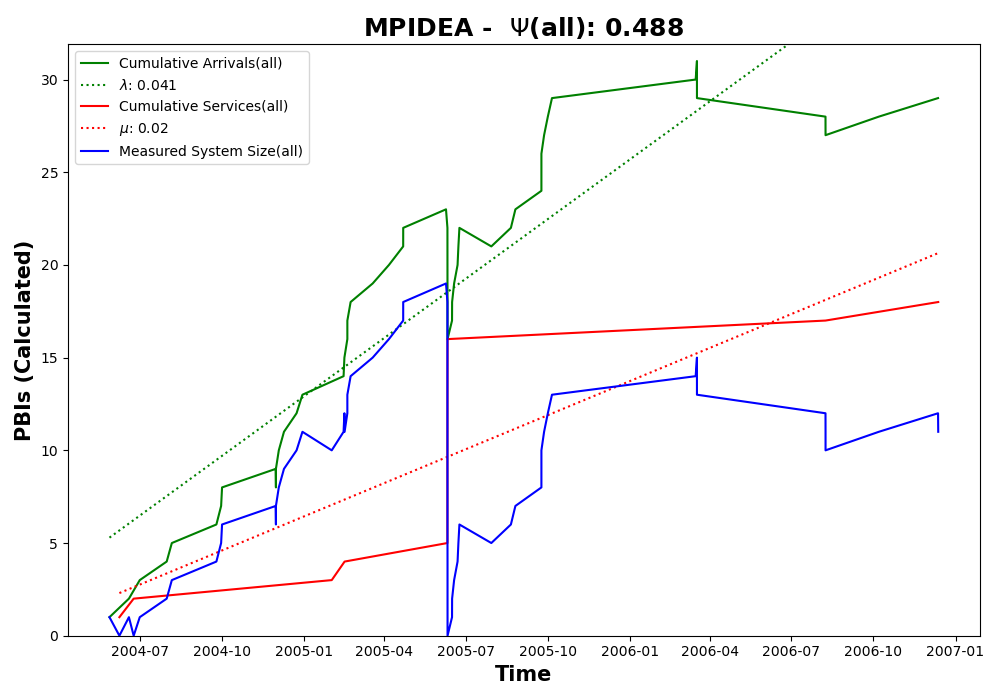 MPIDEA - Ψ(all): 0.488
Cumulative Arrivals(all)
λ: 0.041
Cumulative Services(all)
μ: 0.02
Measured System Size(all)
PBIs (Calculated)
30
25
20
15
10
5
0
2004-07 2004-10 2005-01 2005-04 2005-07 2005-10 2006-01 2006-04 2006-07 2006-10 2007-01
Time